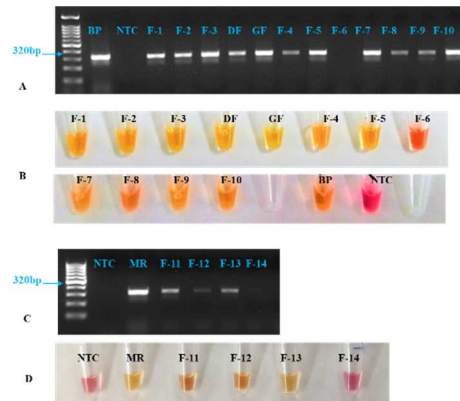 BP NTC F-1 F-2 F-3 DF GF F-4 F-5 F-6 F-7 F-8 F-9 F-10
320bp
A
F-1 F-2 F-3 DF GF F-4 F-5 F-6
B
F-7 F-8 F-9 F-10 BP NTC
NTC MR F-11 F-12 F-13 F-14
320bp
C
NTC MR F-11 F-12 F-13 F-14
D